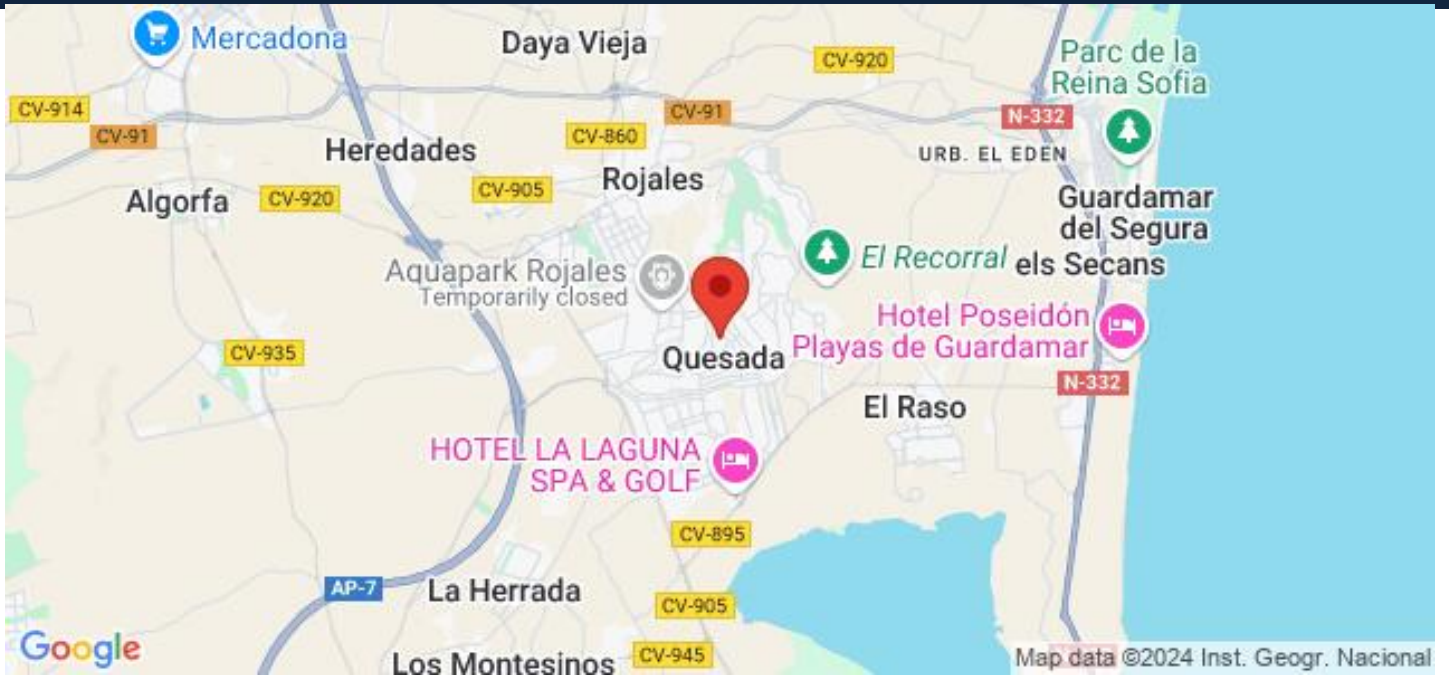 Mercadona
Daya Vieja
CV-920
Parc de la
Reina Sofia
CV-914
CV-91
CV-91
N-332
CV-860
Heredades
URB. EL EDEN
Rojales
CV-905
Algorfa
CV-920
Guardamar
del Segura
El Recorral
els Secans
Aquapark Rojales
Temporarily closed
Hotel Poseidón
Playas de Guardamar
CV-935
Quesada
N-332
El Raso
HOTEL LA LAGUNA
SPA & GOLF
CV-895
AP-7
La Herrada
CV-905
Google
Los Montesinos
CV-945
Map data ©2024 Inst. Geogr. Nacional